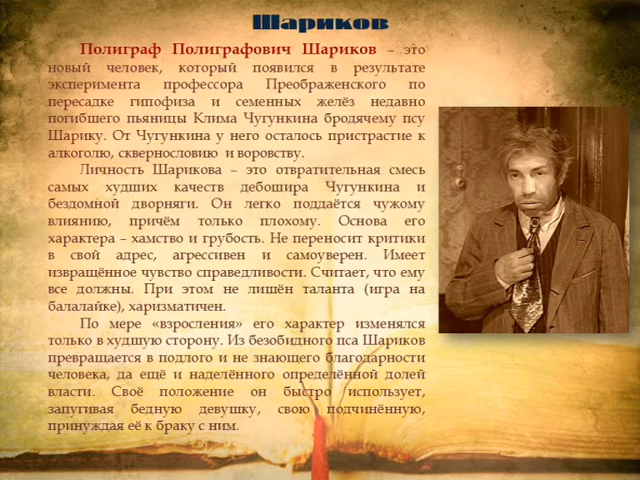 Шариков
Полиграф Полиграфович Шариков – это
новый человек, который появился в результате
эксперимента профессора Преображенского по
пересадке гипофиза и семенных желёз недавно
погибшего пьяницы Клима Чугункина бродячему псу
Шарику. От Чугункина у него осталось пристрастие к
алкоголю, сквернословию и воровству.
Личность Шарикова – это отвратительная смесь
самых худших качеств дебошира Чугункина и
бездомной дворняги. Он легко поддаётся чужому
влиянию, причём только плохому. Основа его
характера – хамство и грубость. Не переносит критики
в свой адрес, агрессивен и самоуверен. Имеет
извращённое чувство справедливости. Считает, что ему
все должны. При этом не лишён таланта (игра на
балалайке), харизматичен.
По мере «взросления» его характер изменялся
только в худшую сторону. Из безобидного пса Шариков
превращается в подлого и не знающего благодарности
человека, да ещё и наделённого определённой долей
власти. Своё положение он быстро использует,
запугивая бедную девушку, свою подчинённую,
принуждая её к браку с ним.